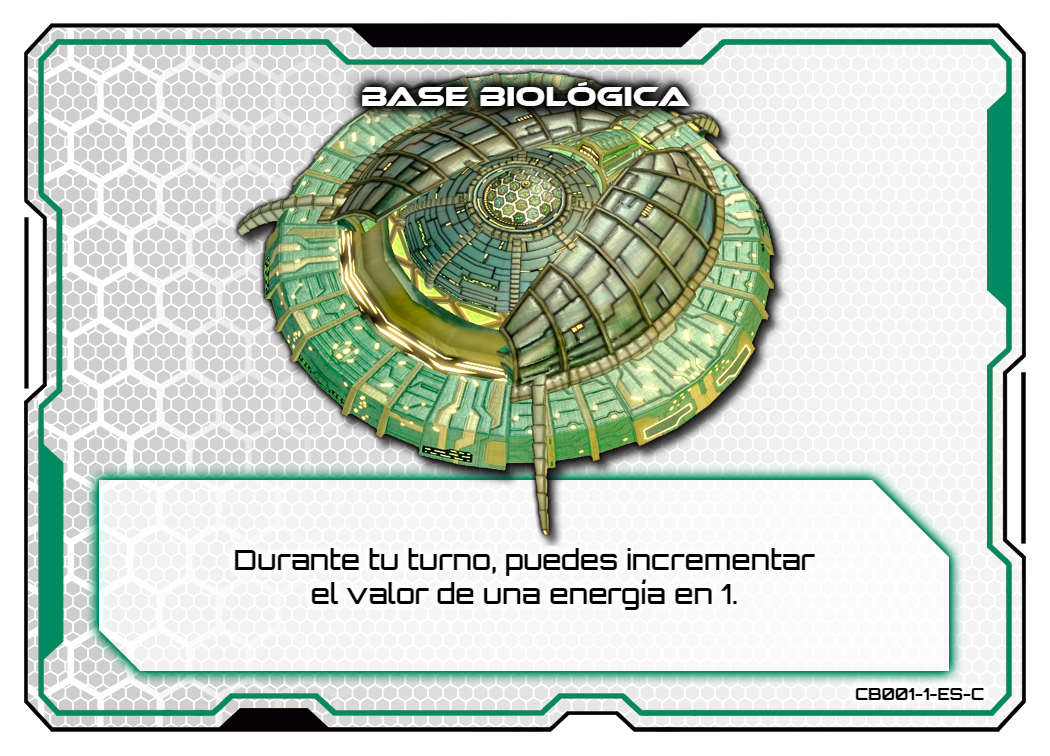 BASE BIOLÓGICA
Durante tu turno, puedes incrementar
el valor de una energía en 1.
CB001-1-ES-C